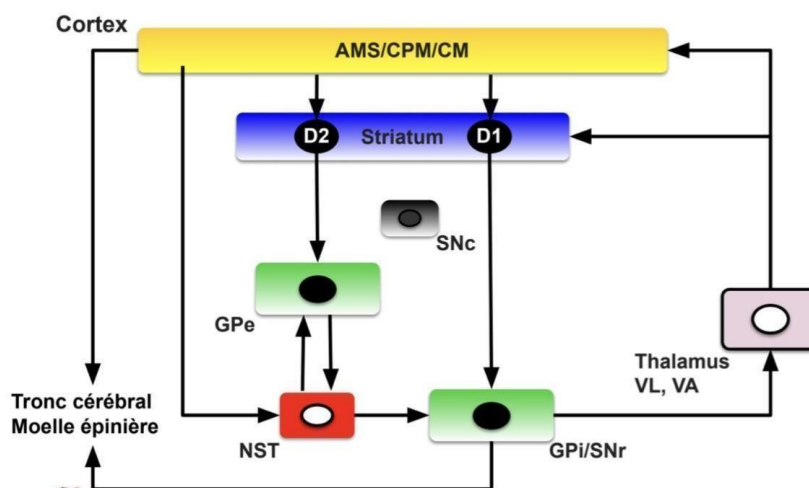 Cortex
AMS/CPM/CM
D2
Striatum
D1
SNc
GPe
Thalamus
VL, VA
Tronc cérébral
Moelle épinière
NST
GPi/SNr